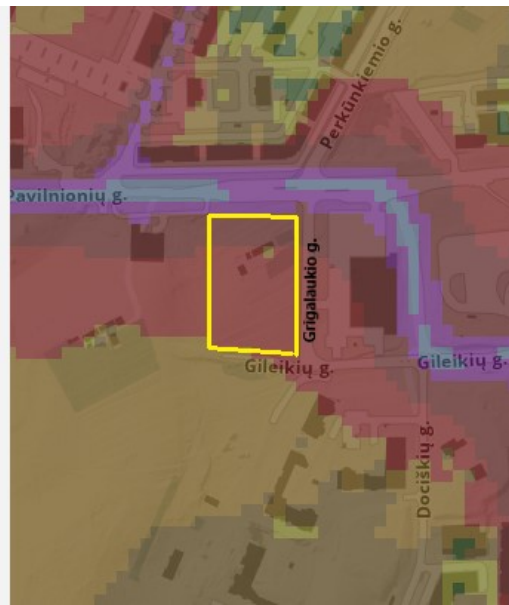 Perkūnkiemio g.
Pavilnionių g.
Grigalaukio g.
Gileikių g.
Gileikių g.
Dociškių g.